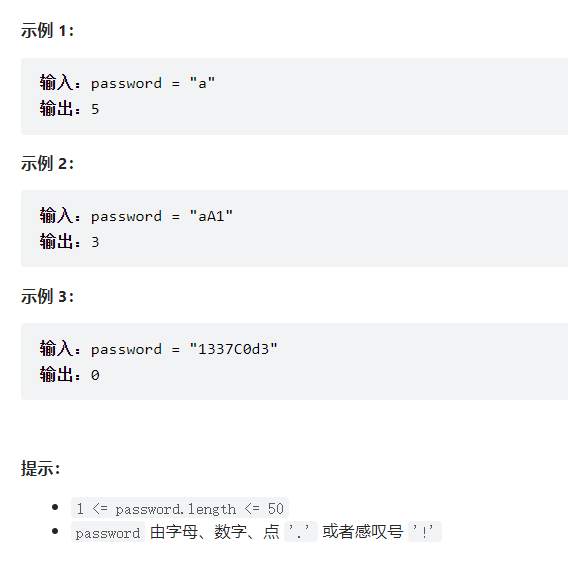 示例 1：
输入：password = "a"
输出：5
示例 2：
输入：password = "aA1"
输出：3
示例 3：
输入：password = "1337C0d3"
输出：0
提示：
1 <= password.length <= 50
password 由字母、数字、点 '.' 或者感叹号 '!'